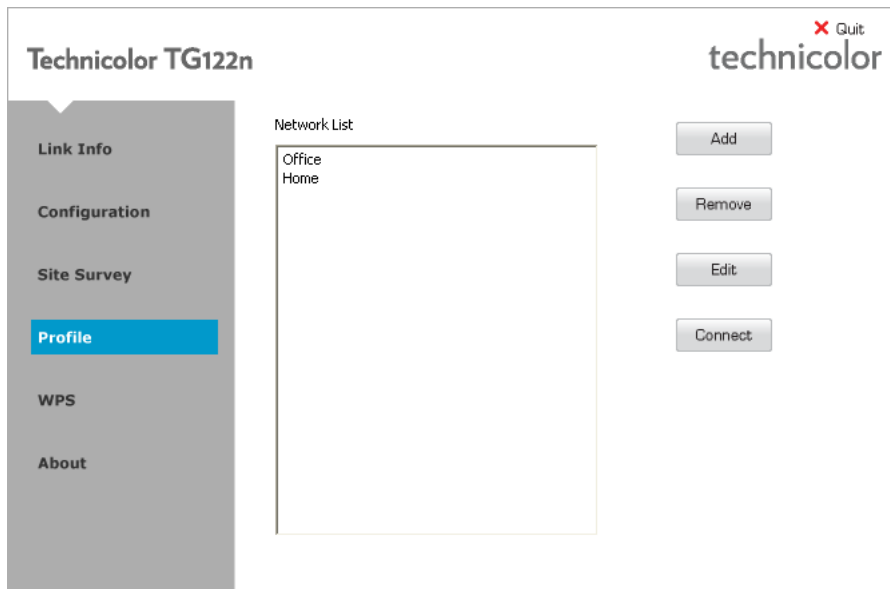 Quit
Technicolor TG122n
technicolor
Link Info
Configuration
Site Survey
Profile
WPS
About
Network List
Office
Home
Add
Remove
Edit
Connect